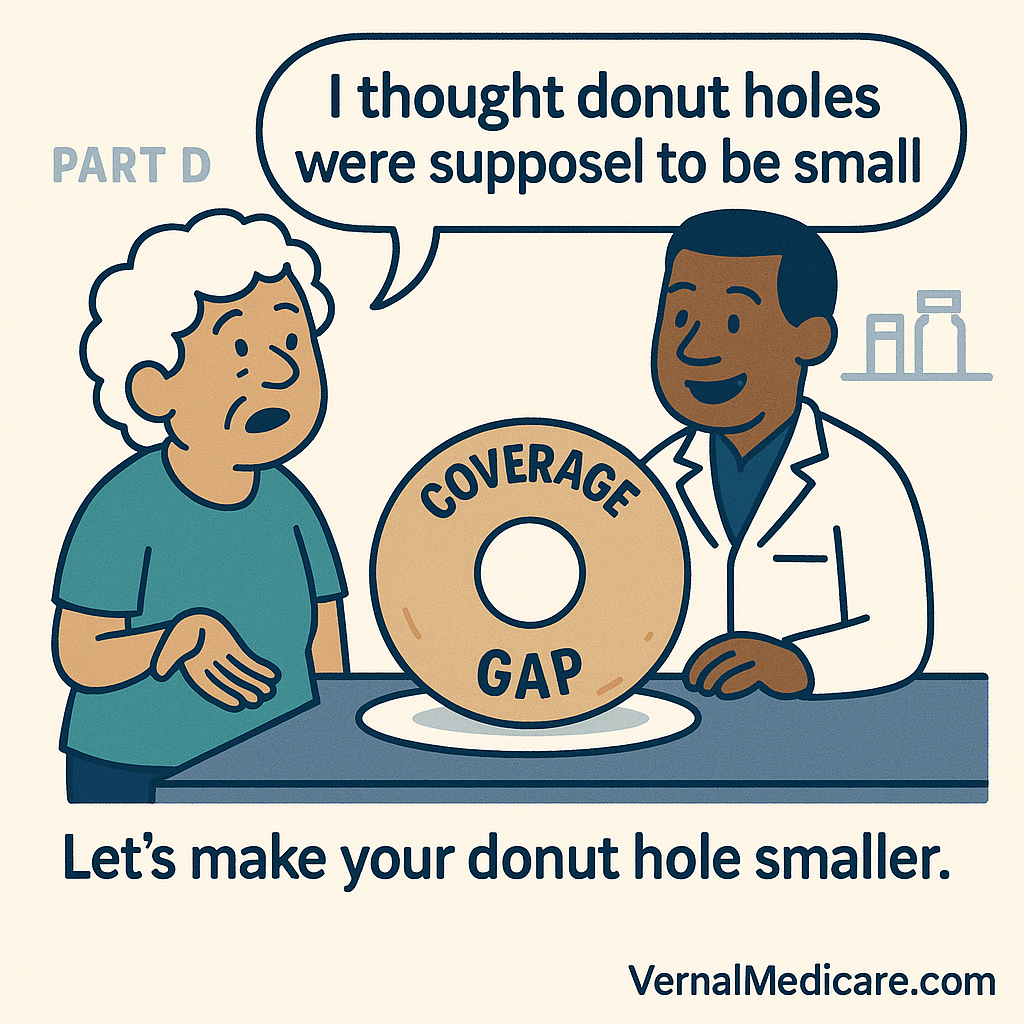 I thought donut holes
were supposel to be small
PART D
COVERAGE
GAP
Let's make your donut hole smaller.
VernalMedicare.com